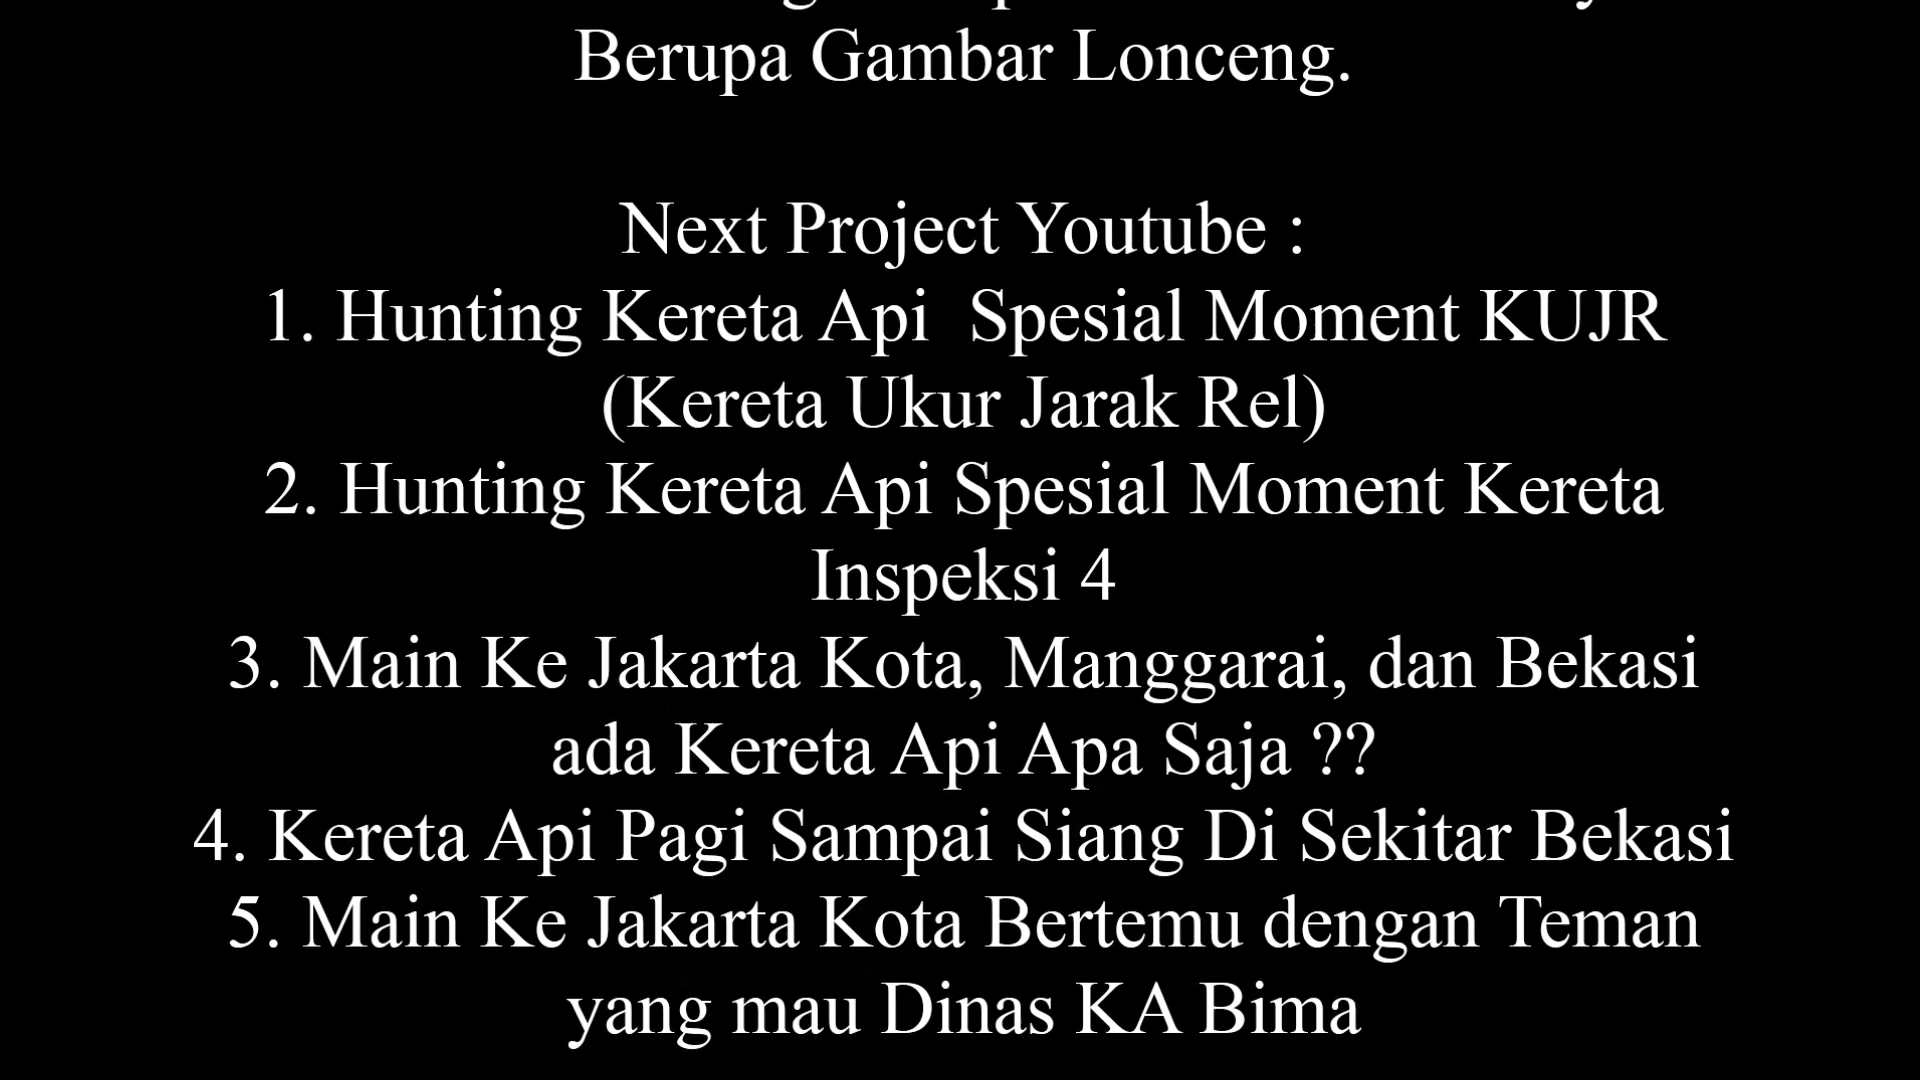 Berupa Gambar Lonceng.
Next Project Youtube :
1. Hunting Kereta Api  Spesial Moment KUJR
(Kereta Ukur Jarak Rel)
2. Hunting Kereta Api Spesial Moment Kereta
Inspeksi 4
3. Main Ke Jakarta Kota, Manggarai, dan Bekasi
ada Kereta Api Apa Saja ??
4. Kereta Api Pagi Sampai Siang Di Sekitar Bekasi
5. Main Ke Jakarta Kota Bertemu dengan Teman
yang mau Dinas KA Bima